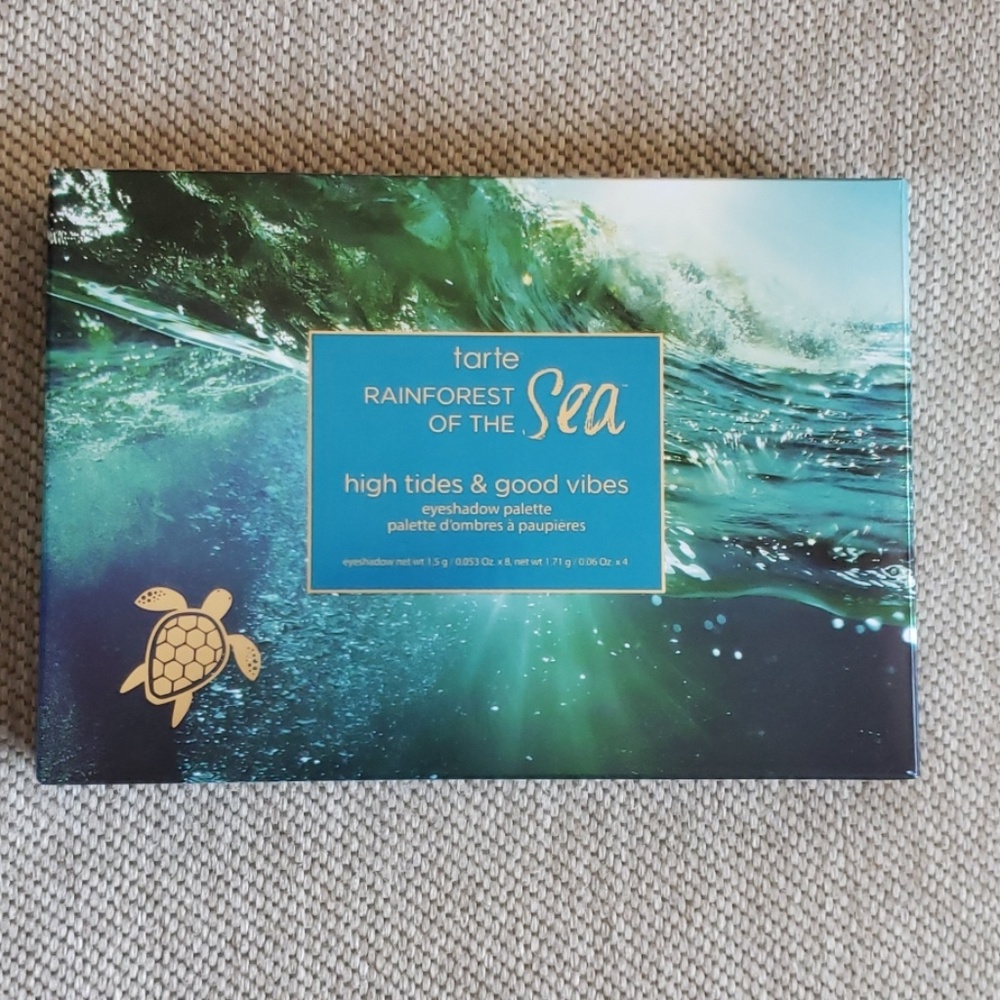 tarte
RAINFOREST
OF THE Sea™
high tides & good vibes
eyeshadow palette
palette d'ombres à paupières
eyeshadow net wt 1.5 g / 0.053 Oz. x 8, net wt 1.71 g / 0.06 Oz. x 4